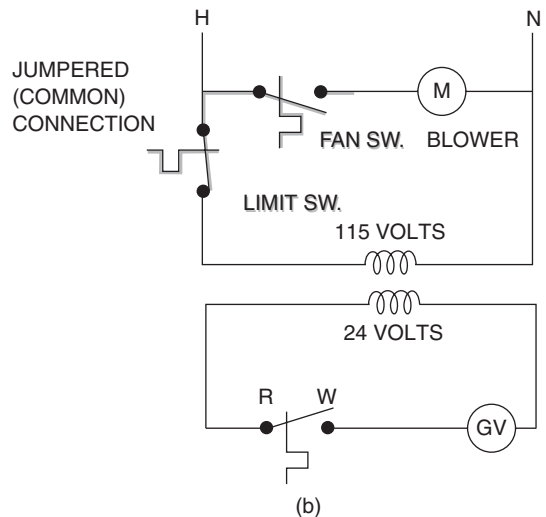 H
N
JUMPERED
(COMMON)
CONNECTION
M
FAN SW.
BLOWER
LIMIT SW.
115 VOLTS
24 VOLTS
R
W
GV
(b)